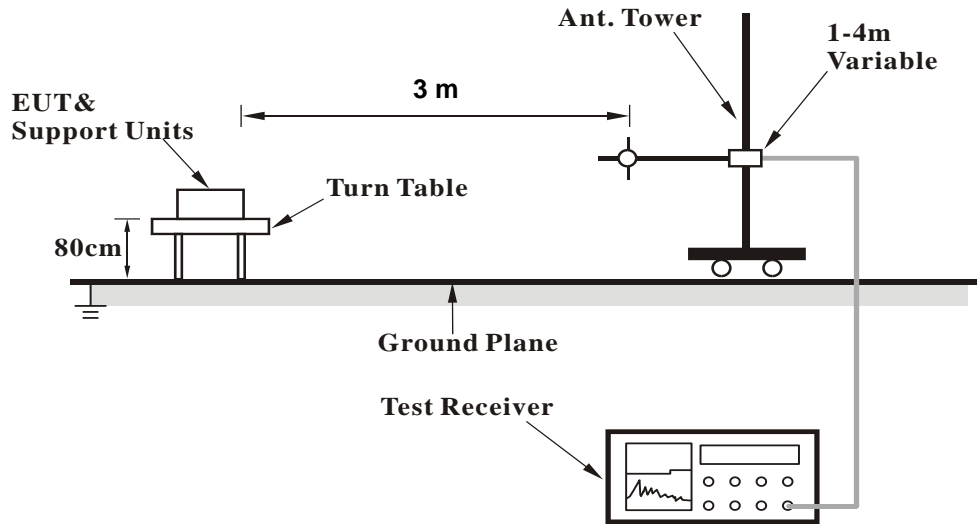 Ant. Tower
1-4m
Variable
3 m
EUT&
Support Units
Turn Table
80cm
Ground Plane
Test Receiver